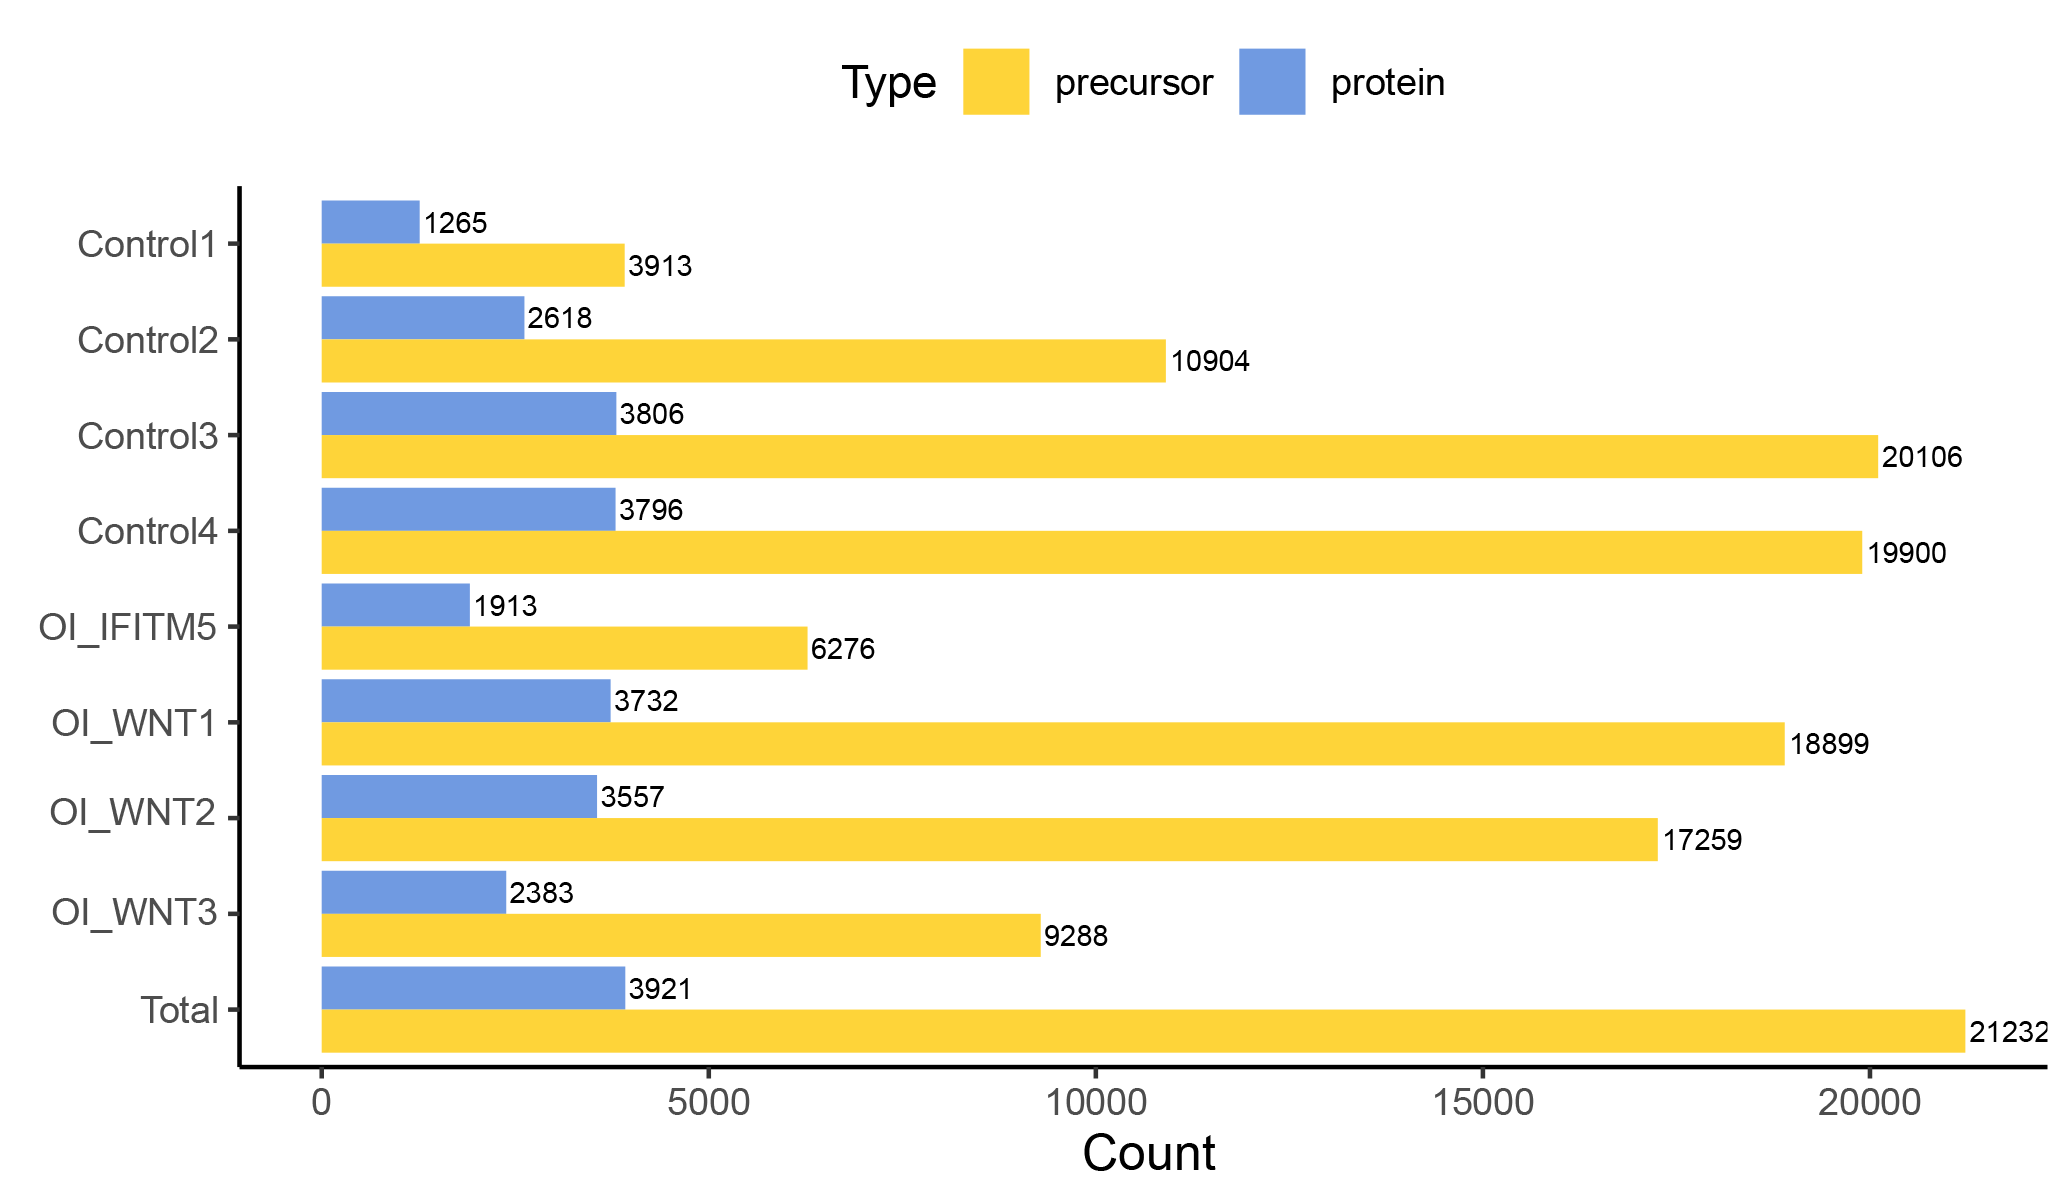 Type precursor protein
Control1
1265
3913
Control2
2618
10904
Control3
3806
20106
Control4
3796
19900
OI_IFITM5
1913
6276
OI_WNT1
3732
18899
OI_WNT2
3557
17259
OI_WNT3
2383
9288
Total
3921
21232
0 5000 10000 15000 20000
Count